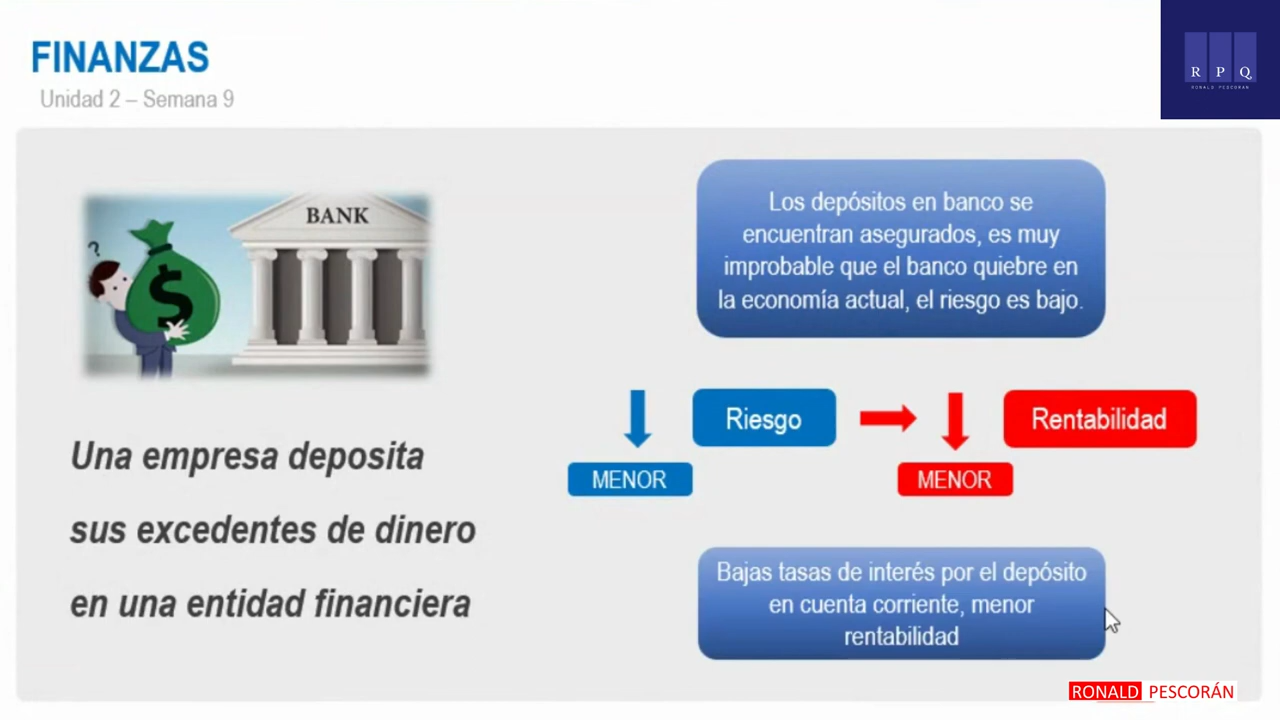 FINANZAS
Unidad 2 – Semana 9
R P Q
RONALD PESCORAN
BANK
?
$
Una empresa deposita
sus excedentes de dinero
en una entidad financiera
Los depósitos en banco se
encuentran asegurados, es muy
improbable que el banco quiebre en
la economía actual, el riesgo es bajo.
Riesgo
Rentabilidad
MENOR
MENOR
Bajas tasas de interés por el depósito
en cuenta corriente, menor
rentabilidad
RONALD PESCORÁN